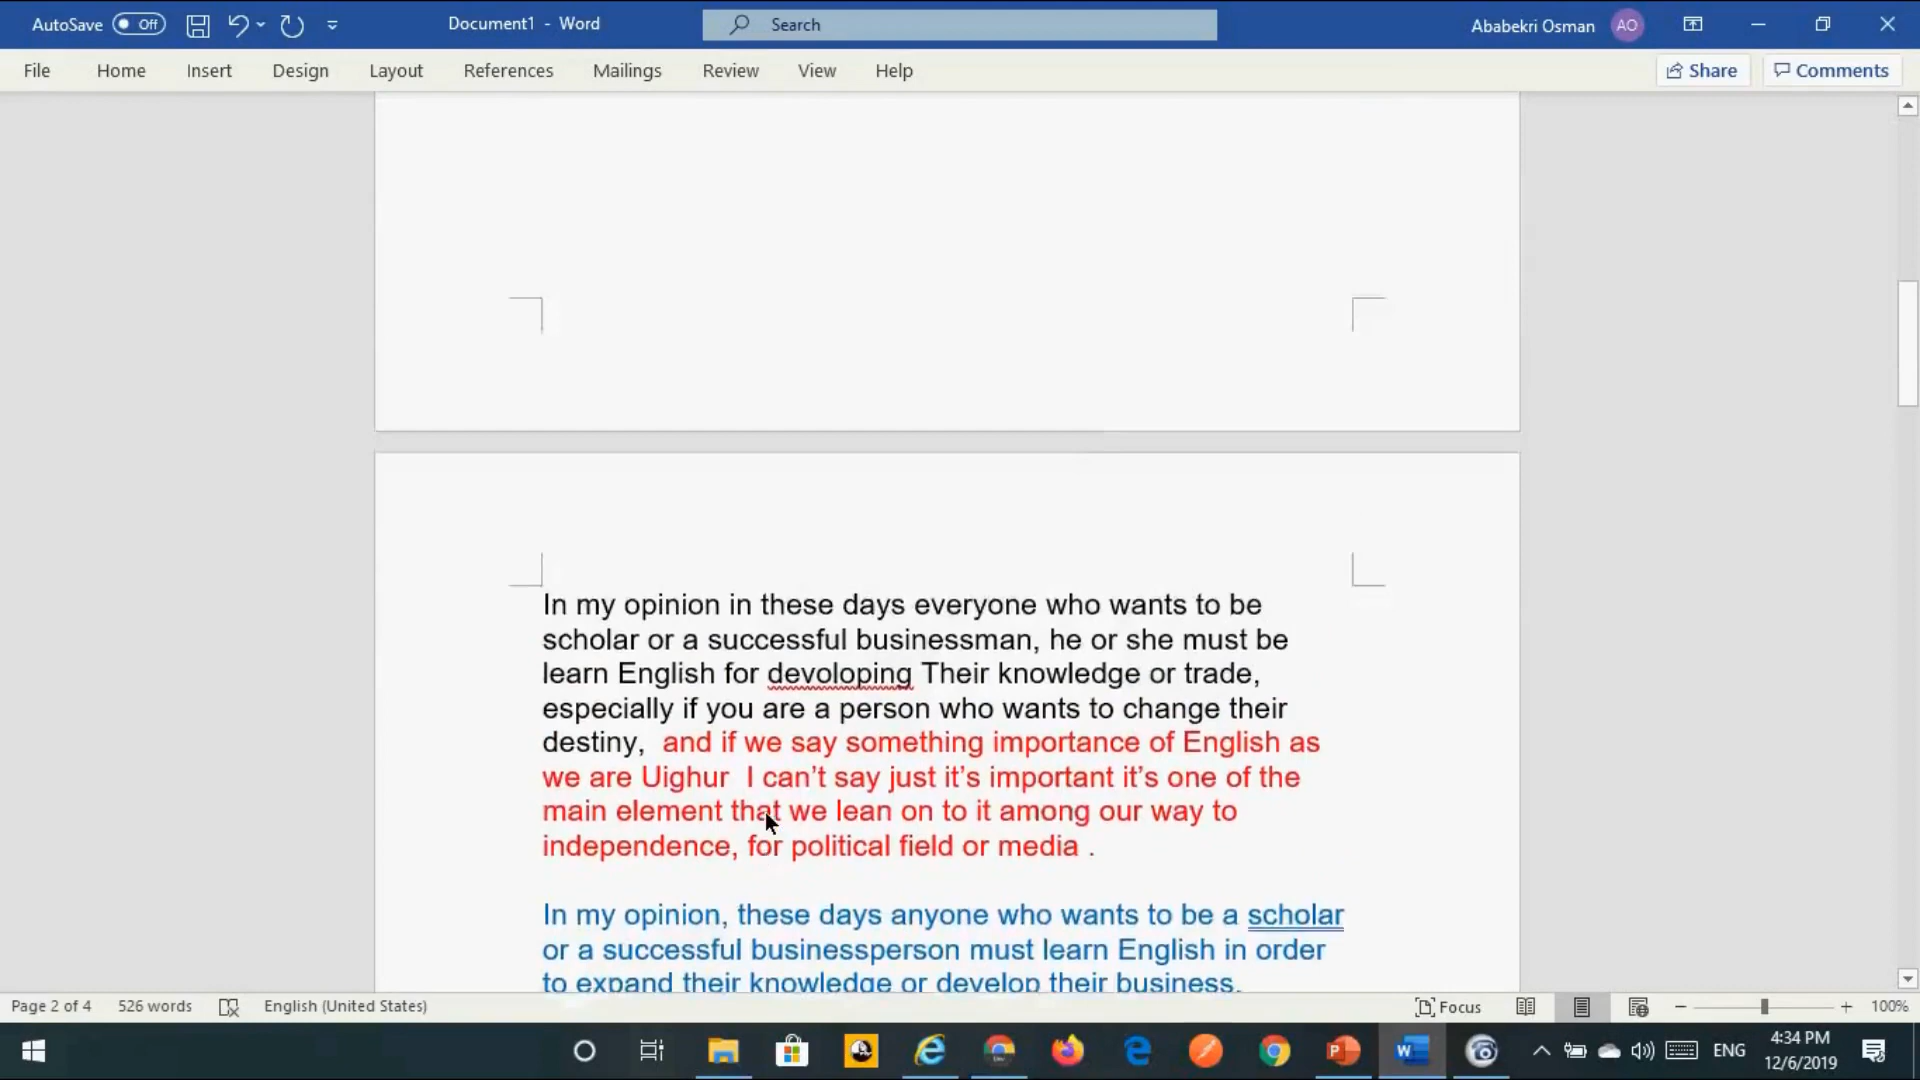 AutoSave Off Document1 - Word Search Ababekri Osman AO
File Home Insert Design Layout References Mailings Review View Help Share Comments
In my opinion in these days everyone who wants to be
scholar or a successful businessman, he or she must be
learn English for devoloping Their knowledge or trade,
especially if you are a person who wants to change their
destiny, and if we say something importance of English as
we are Uighur I can't say just it's important it's one of the
main element that we lean on to it among our way to
independence, for political field or media .
In my opinion, these days anyone who wants to be a scholar
or a successful businessperson must learn English in order
to expand their knowledge or develop their business.
Page 2 of 4 526 words English (United States) Focus 100%
ENG 4:34 PM
12/6/2019